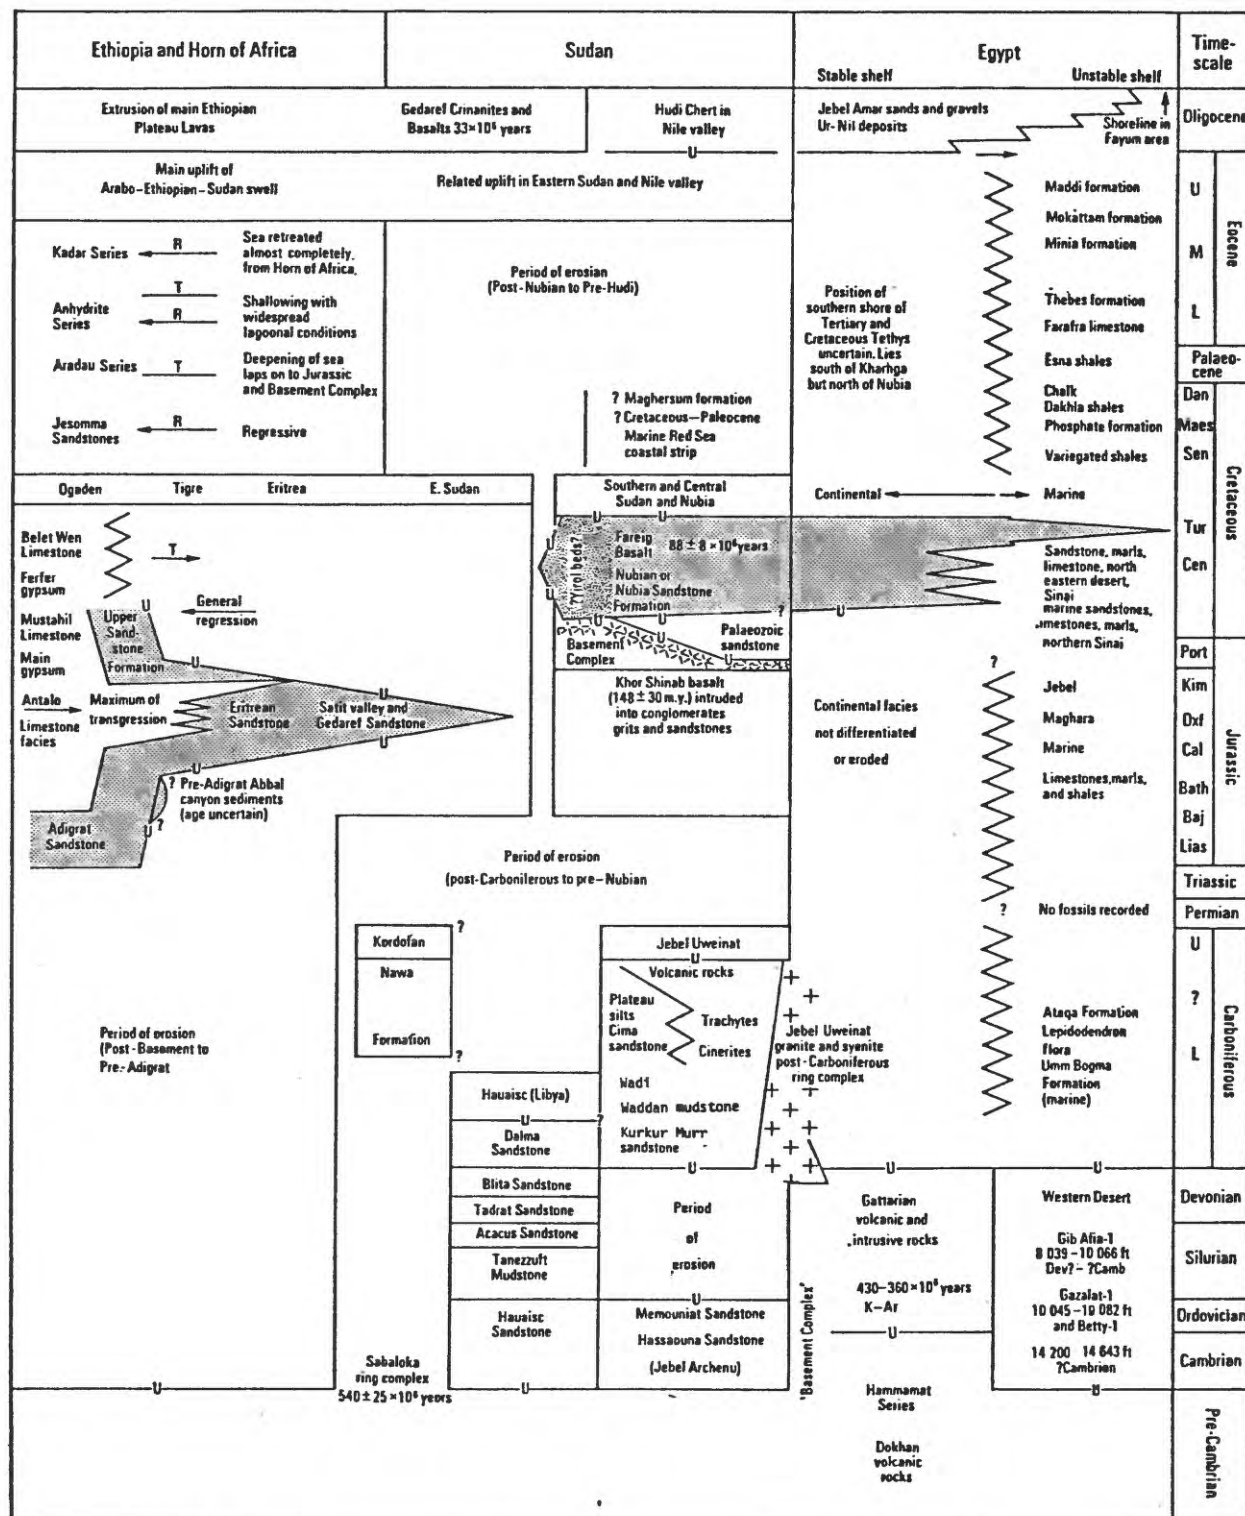 Ethiopia and Horn of Africa
Sudan
Egypt
Stable shelf
Unstable shelf
Time-
scale
Extrusion of main Ethiopian
Plateau Lavas
Gedaref Crinanites and
Basalts 33×10⁶ years
Hudi Chert in
Nile valley
U
Jebel Amar sands and gravels
Ur-Nil deposits
Shoreline in
Fayum area
Oligocene
Main uplift of
Arabo-Ethiopian-Sudan swell
Related uplift in Eastern Sudan and Nile valley
Kadar Series
R
Sea retreated
almost completely,
from Horn of Africa.
T
Anhydrite
Series
R
Shallowing with
widespread
lagoonal conditions
Aradau Series
T
Deepening of sea
laps on to Jurassic
and Basement Complex
Jesomma
Sandstones
R
Regressive
Period of erosian
(Post-Nubian to Pre-Hudi)
? Maghersum formation
? Cretaceous—Paleocene
Marine Red Sea
coastal strip
Position of
southern shore of
Tertiary and
Cretaceous Tethys
uncertain. Lies
south of Kharhga
but north of Nubia
Maddi formation
Mokattam formation
Minia formation
Thebes formation
Farafra limestone
Esna shales
Chalk
Dakhla shales
Phosphate formation
Variegated shales
U
M
L
Eocene
Palaeo-
cene
Dan
Maes
Sen
Tur
Cen
Cretaceous
Ogaden
Tigre
Eritrea
E. Sudan
Southern and Central
Sudan and Nubia
Continental
Marine
Belet Wen
Limestone
T
Ferfer
gypsum
Mustahil
Limestone
Main
gypsum
U
Upper
Sand-
stone
Formation
General
regression
U
Antalo
Limestone
facies
Maximum of
transgression
Eritrean
Sandstone
U
Satit valley and
Gedaref Sandstone
U
U
? Pre-Adigrat Abbal
canyon sediments
(age uncertain)
Adigrat
Sandstone
U
?
U
U
U
U
?Yirol beds?
Fareig
Basalt
88 ± 8 × 10⁶ years
Nubian or
Nubia Sandstone
Formation
?
U
U
U
U
U
Basement
Complex
Palaeozoic
sandstone
Khor Shinab basalt
(148 ± 30 m.y.) intruded
into conglomerates
grits and sandstones
Sandstone, marls,
limestone, north
eastern desert,
Sinai
marine sandstones,
limestones, marls,
northern Sinai
?
Continental facies
not differentiated
or eroded
Jebel
Maghara
Marine
Limestones, marls,
and shales
Port
Kim
Oxf
Cal
Bath
Baj
Lias
Jurassic
Triassic
Period of erosion
(post-Carboniferous to pre-Nubian
?
No fossils recorded
Permian
Kordofan
?
Nawa
Formation
?
Jebel Uweinat
U
Volcanic rocks
Plateau
silts
Cima
sandstone
Trachytes
Cinerites
Wadi
Waddan mudstone
Kurkur Murr
sandstone
Jebel Uweinat
granite and syenite
post-Carboniferous
ring complex
Ataqa Formation
Lepidodendron
flora
Umm Bogma
Formation
(marine)
U
?
L
Carboniferous
Period of erosion
(Post-Basement to
Pre-Adigrat
Hauaisc (Libya)
U
?
Dalma
Sandstone
U
U
U
Blita Sandstone
Tadrat Sandstone
Acacus Sandstone
Tanezzuft
Mudstone
Hauaisc
Sandstone
Period
of
erosion
U
Memouniat Sandstone
Hassaouna Sandstone
(Jebel Archenu)
'Basement Complex'
Gattarian
volcanic and
intrusive rocks
430–360×10⁶ years
K–Ar
U
Western Desert
Gib Afia-1
8 039–10 066 ft
Dev? – ?Camb
Gazalat-1
10 045–19 082 ft
and Betty-1
14 200 14 643 ft
?Cambrian
Devonian
Silurian
Ordovician
Cambrian
Sabaloka
ring complex
540 ± 25 × 10⁶ years
U
U
U
Hammamat
Series
Dokhan
volcanic
rocks
Pre-Cambrian